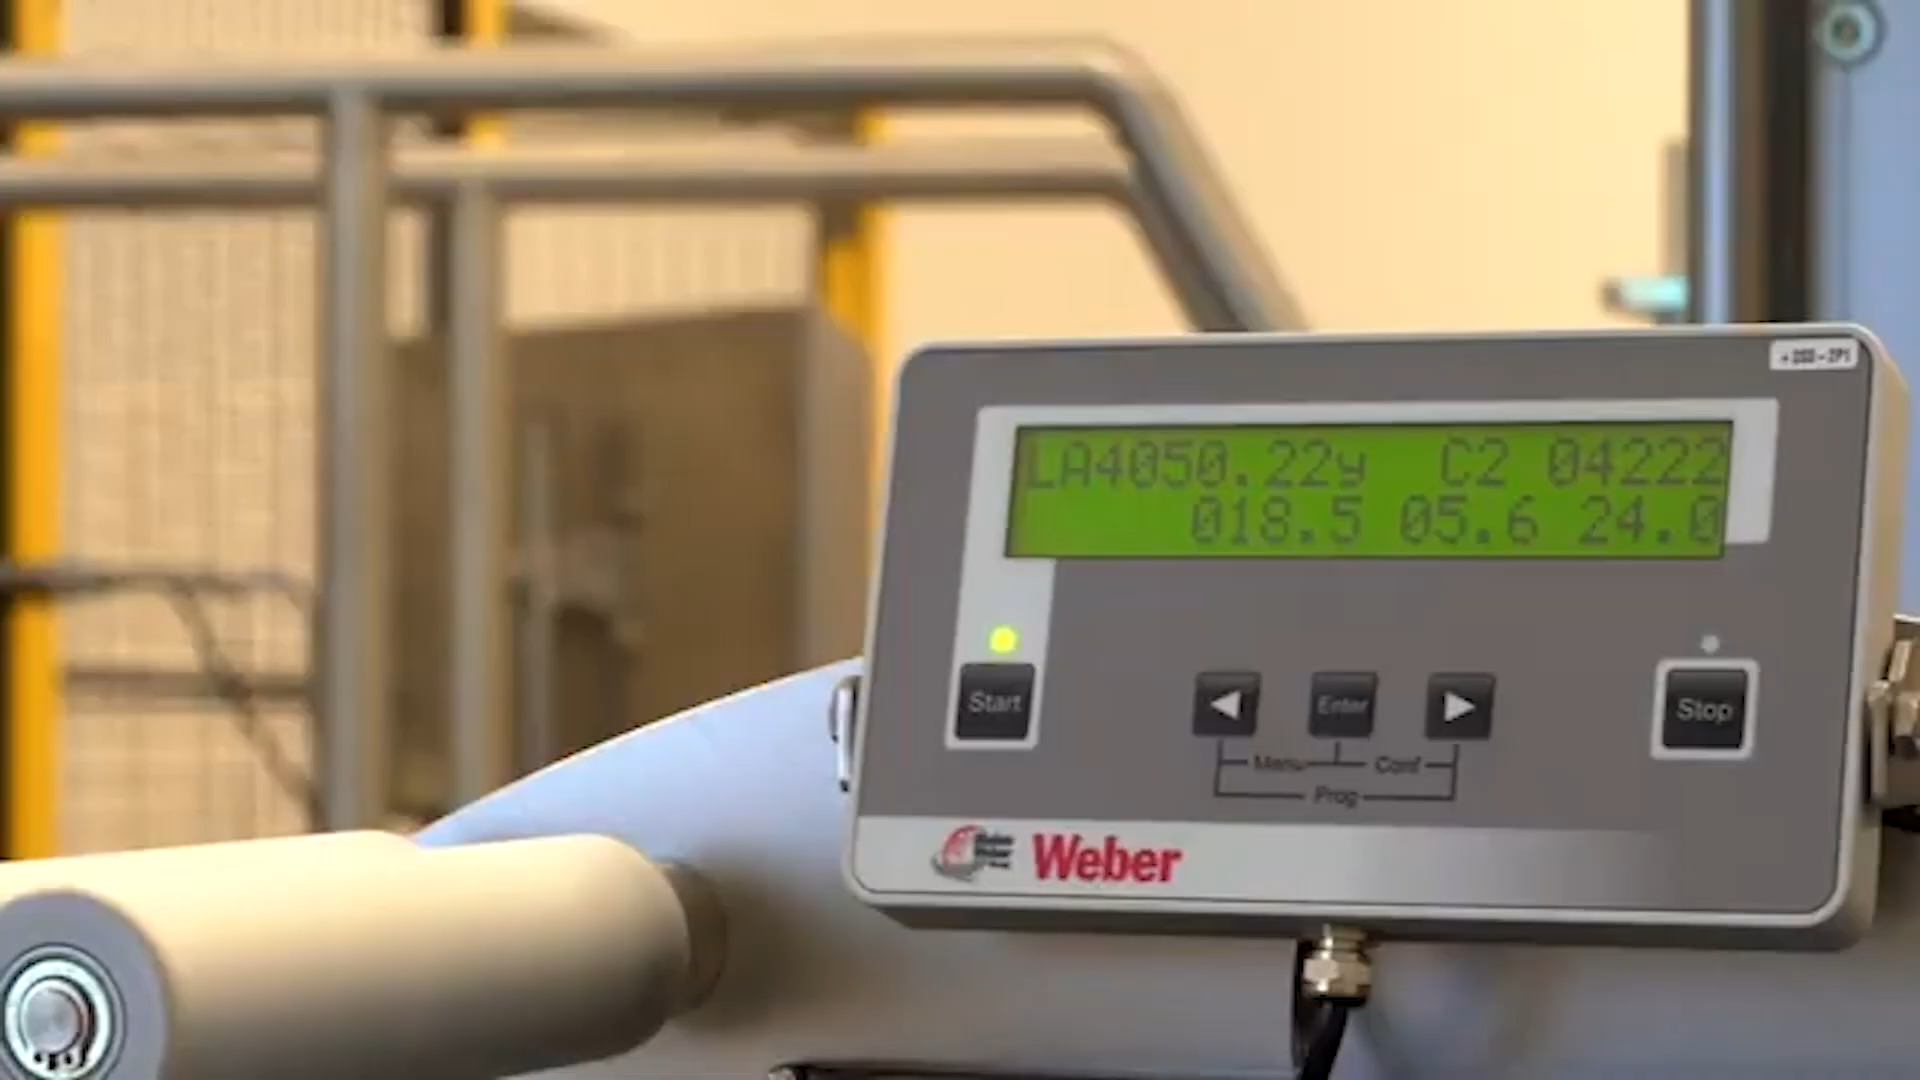 LA4050.22y C2 04222
018.5 05.6 24.0
Start
Enter
Stop
Menu Conf
Prog
Weber